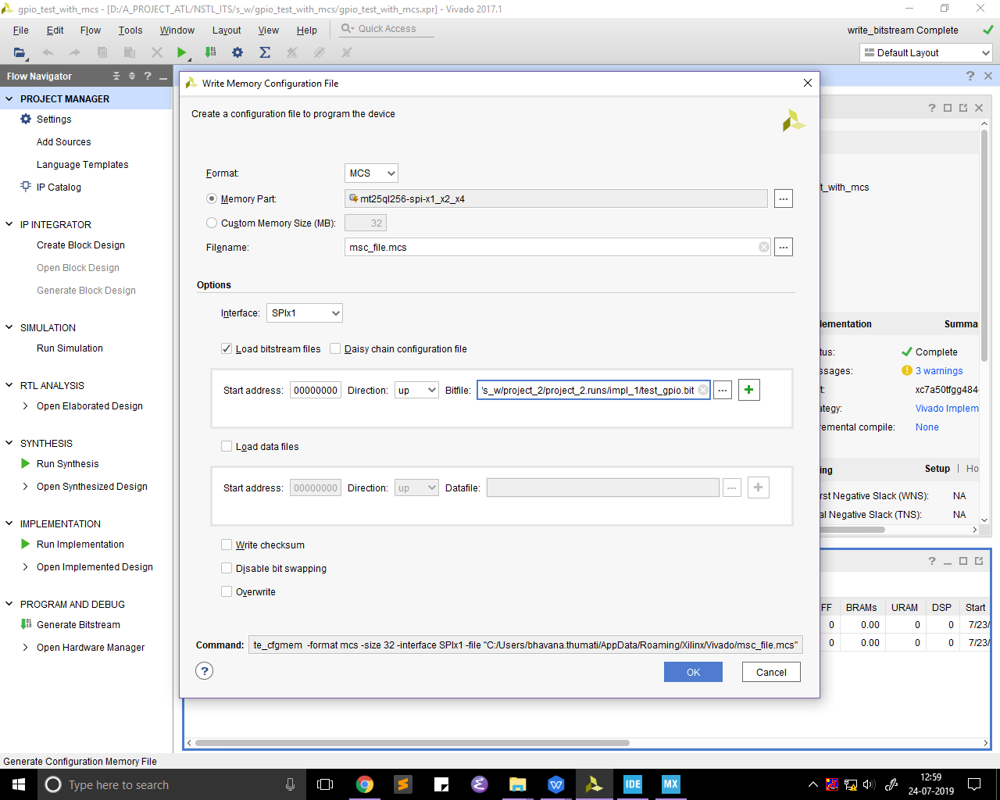 gpio_test_with_mcs - [D:/A_PROJECT_ATL/NSTL_ITS/s_w/gpio_test_with_mcs/gpio_test_with_mcs.xpr] - Vivado 2017.1
File Edit Flow Tools Window Layout View Help Quick Access write_bitstream Complete
Default Layout
Flow Navigator
PROJECT MANAGER
Settings
Add Sources
Language Templates
IP Catalog
IP INTEGRATOR
Create Block Design
Open Block Design
Generate Block Design
SIMULATION
Run Simulation
RTL ANALYSIS
Open Elaborated Design
SYNTHESIS
Run Synthesis
Open Synthesized Design
IMPLEMENTATION
Run Implementation
Open Implemented Design
PROGRAM AND DEBUG
Generate Bitstream
Open Hardware Manager
Write Memory Configuration File
Create a configuration file to program the device
Format: MCS
Memory Part: mt25ql256-spi-x1_x2_x4
Custom Memory Size (MB): 32
Filename: msc_file.mcs
Options
Interface: SPIx1
Load bitstream files Daisy chain configuration file
Start address: 00000000 Direction: up Bitfile: 's_w/project_2/project_2.runs/impl_1/test_gpio.bit
Load data files
Start address: 00000000 Direction: up Datafile:
Write checksum
Disable bit swapping
Overwrite
Command: te_cfgmem -format mcs -size 32 -interface SPIx1 -file "C:/Users/bhavana.thumati/AppData/Roaming/Xilinx/Vivado/msc_file.mcs"
OK Cancel
t_with_mcs
lementation Summa
tus: Complete
ssages: 3 warnings
t: xc7a50tfgg484-
ategy: Vivado Implem
remental compile: None
ing Setup | Ho
rst Negative Slack (WNS): NA
al Negative Slack (TNS): NA
FF BRAMs URAM DSP Start
0 0.00 0 0 7/23/
0 0.00 0 0 7/23/
Generate Configuration Memory File
Type here to search
IDE MX
12:59
24-07-2019